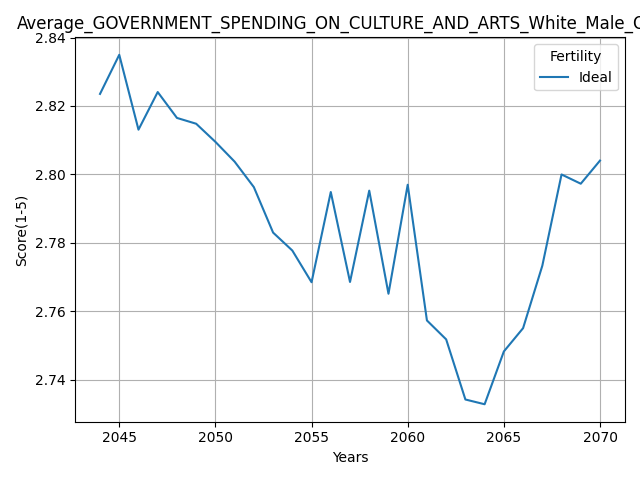 Average_GOVERNMENT_SPENDING_ON_CULTURE_AND_ARTS_White_Male_
2.84
2.82
2.80
2.78
2.76
2.74
Score(1-5)
Fertility
Ideal
2045
2050
2055
2060
2065
2070
Years